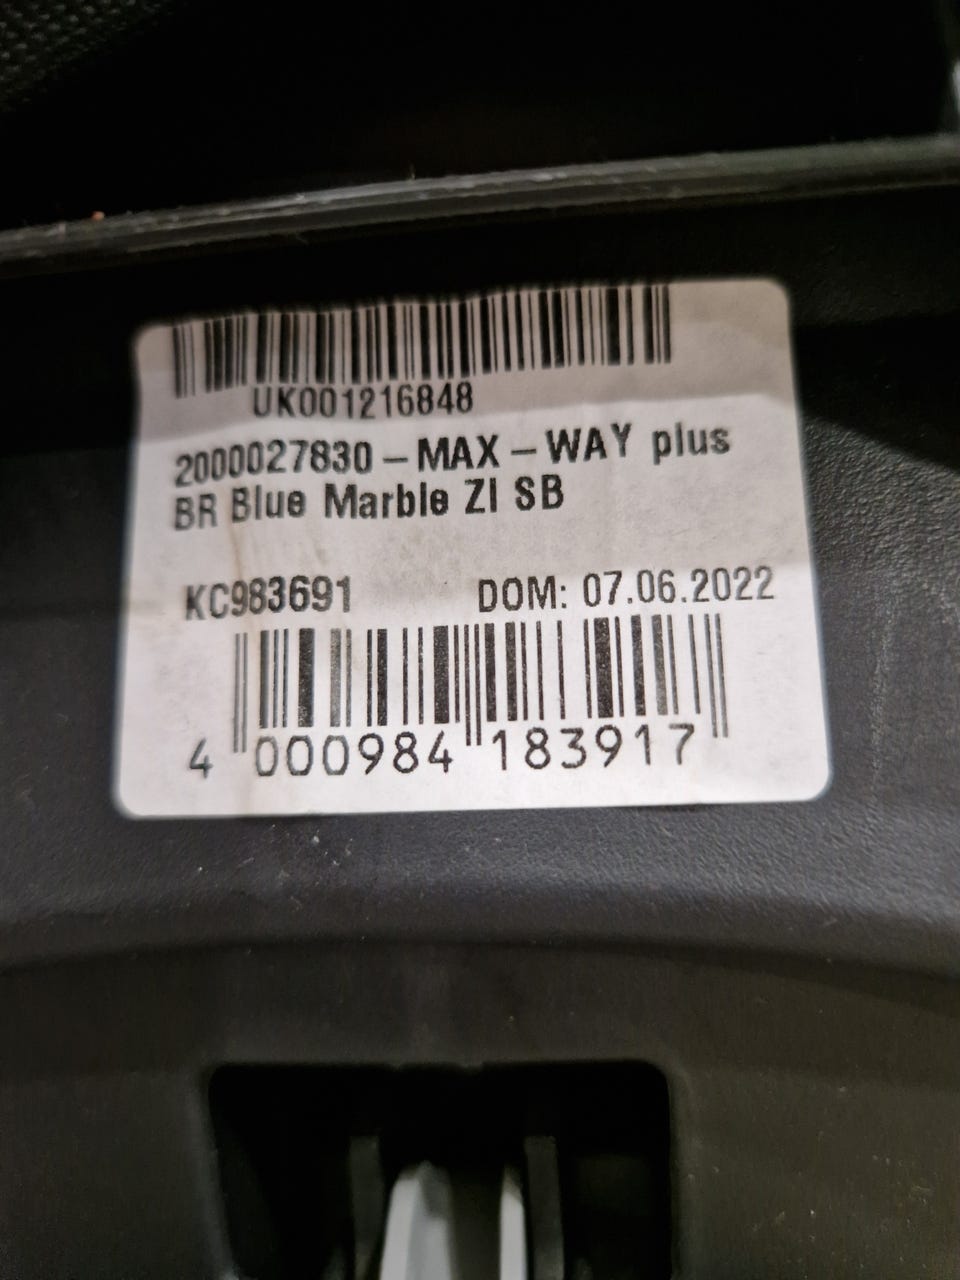 UK001216848
2000027830 – MAX – WAY plus
BR Blue Marble ZI SB
KC983691 DOM: 07.06.2022
4 000984 183917